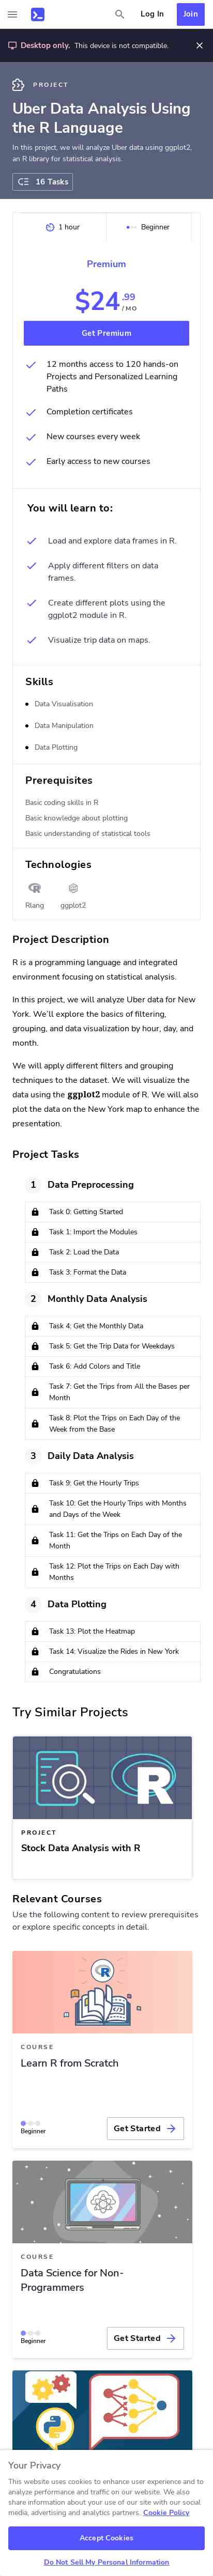 Log In
Join
Desktop only. This device is not compatible.
PROJECT
Uber Data Analysis Using
the R Language
In this project, we will analyze Uber data using ggplot2,
an R library for statistical analysis.
16 Tasks
1 hour
Beginner
Premium
$24.99
/ MO
Get Premium
12 months access to 120 hands-on
Projects and Personalized Learning
Paths
Completion certificates
New courses every week
Early access to new courses
You will learn to:
Load and explore data frames in R.
Apply different filters on data
frames.
Create different plots using the
ggplot2 module in R.
Visualize trip data on maps.
Skills
Data Visualisation
Data Manipulation
Data Plotting
Prerequisites
Basic coding skills in R
Basic knowledge about plotting
Basic understanding of statistical tools
Technologies
Rlang
ggplot2
Project Description
R is a programming language and integrated
environment focusing on statistical analysis.
In this project, we will analyze Uber data for New
York. We’ll explore the basics of filtering,
grouping, and data visualization by hour, day, and
month.
We will apply different filters and grouping
techniques to the dataset. We will visualize the
data using the ggplot2 module of R. We will also
plot the data on the New York map to enhance the
presentation.
Project Tasks
1 Data Preprocessing
Task 0: Getting Started
Task 1: Import the Modules
Task 2: Load the Data
Task 3: Format the Data
2 Monthly Data Analysis
Task 4: Get the Monthly Data
Task 5: Get the Trip Data for Weekdays
Task 6: Add Colors and Title
Task 7: Get the Trips from All the Bases per
Month
Task 8: Plot the Trips on Each Day of the
Week from the Base
3 Daily Data Analysis
Task 9: Get the Hourly Trips
Task 10: Get the Hourly Trips with Months
and Days of the Week
Task 11: Get the Trips on Each Day of the
Month
Task 12: Plot the Trips on Each Day with
Months
4 Data Plotting
Task 13: Plot the Heatmap
Task 14: Visualize the Rides in New York
Congratulations
Try Similar Projects
R
PROJECT
Stock Data Analysis with R
Relevant Courses
Use the following content to review prerequisites
or explore specific concepts in detail.
R
COURSE
Learn R from Scratch
Beginner
Get Started
COURSE
Data Science for Non-
Programmers
Beginner
Get Started
Your Privacy
This website uses cookies to enhance user experience and to
analyze performance and traffic on our website. We also
share information about your use of our site with our social
media, advertising and analytics partners. Cookie Policy
Accept Cookies
Do Not Sell My Personal Information